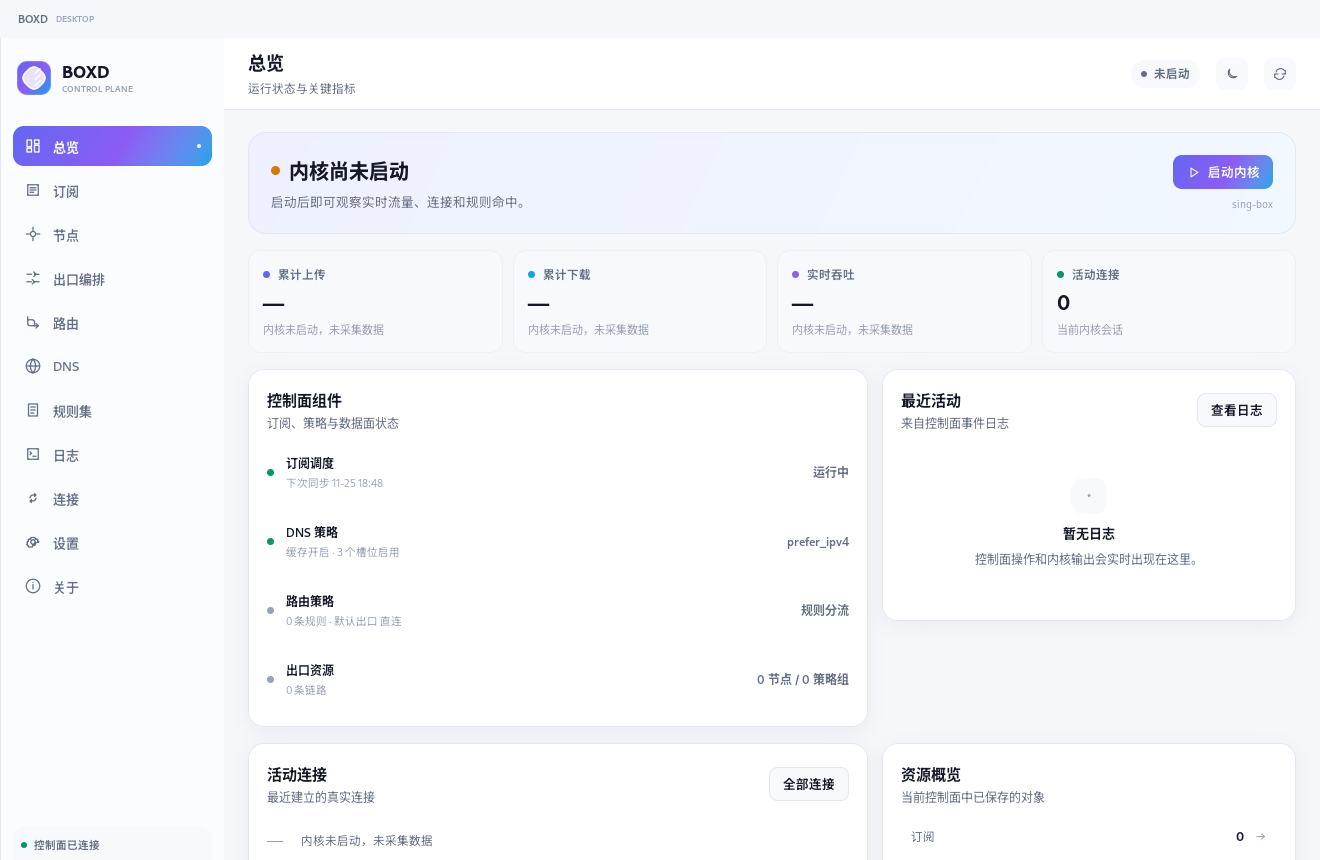 BOXD DESKTOP
BOXD
CONTROL PLANE
总览
订阅
节点
出口编排
路由
DNS
规则集
日志
连接
设置
关于
控制面已连接
总览
运行状态与关键指标
未启动
内核尚未启动
启动后即可观察实时流量、连接和规则命中。
启动内核
sing-box
累计上传
—
内核未启动，未采集数据
累计下载
—
内核未启动，未采集数据
实时吞吐
—
内核未启动，未采集数据
活动连接
0
当前内核会话
控制面组件
订阅、策略与数据面状态
订阅调度
下次同步 11-25 18:48
运行中
DNS 策略
缓存开启 · 3 个槽位启用
prefer_ipv4
路由策略
0 条规则 · 默认出口 直连
规则分流
出口资源
0 条链路
0 节点 / 0 策略组
最近活动
来自控制面事件日志
查看日志
暂无日志
控制面操作和内核输出会实时出现在这里。
活动连接
最近建立的真实连接
全部连接
— 内核未启动，未采集数据
资源概览
当前控制面中已保存的对象
订阅 0 →